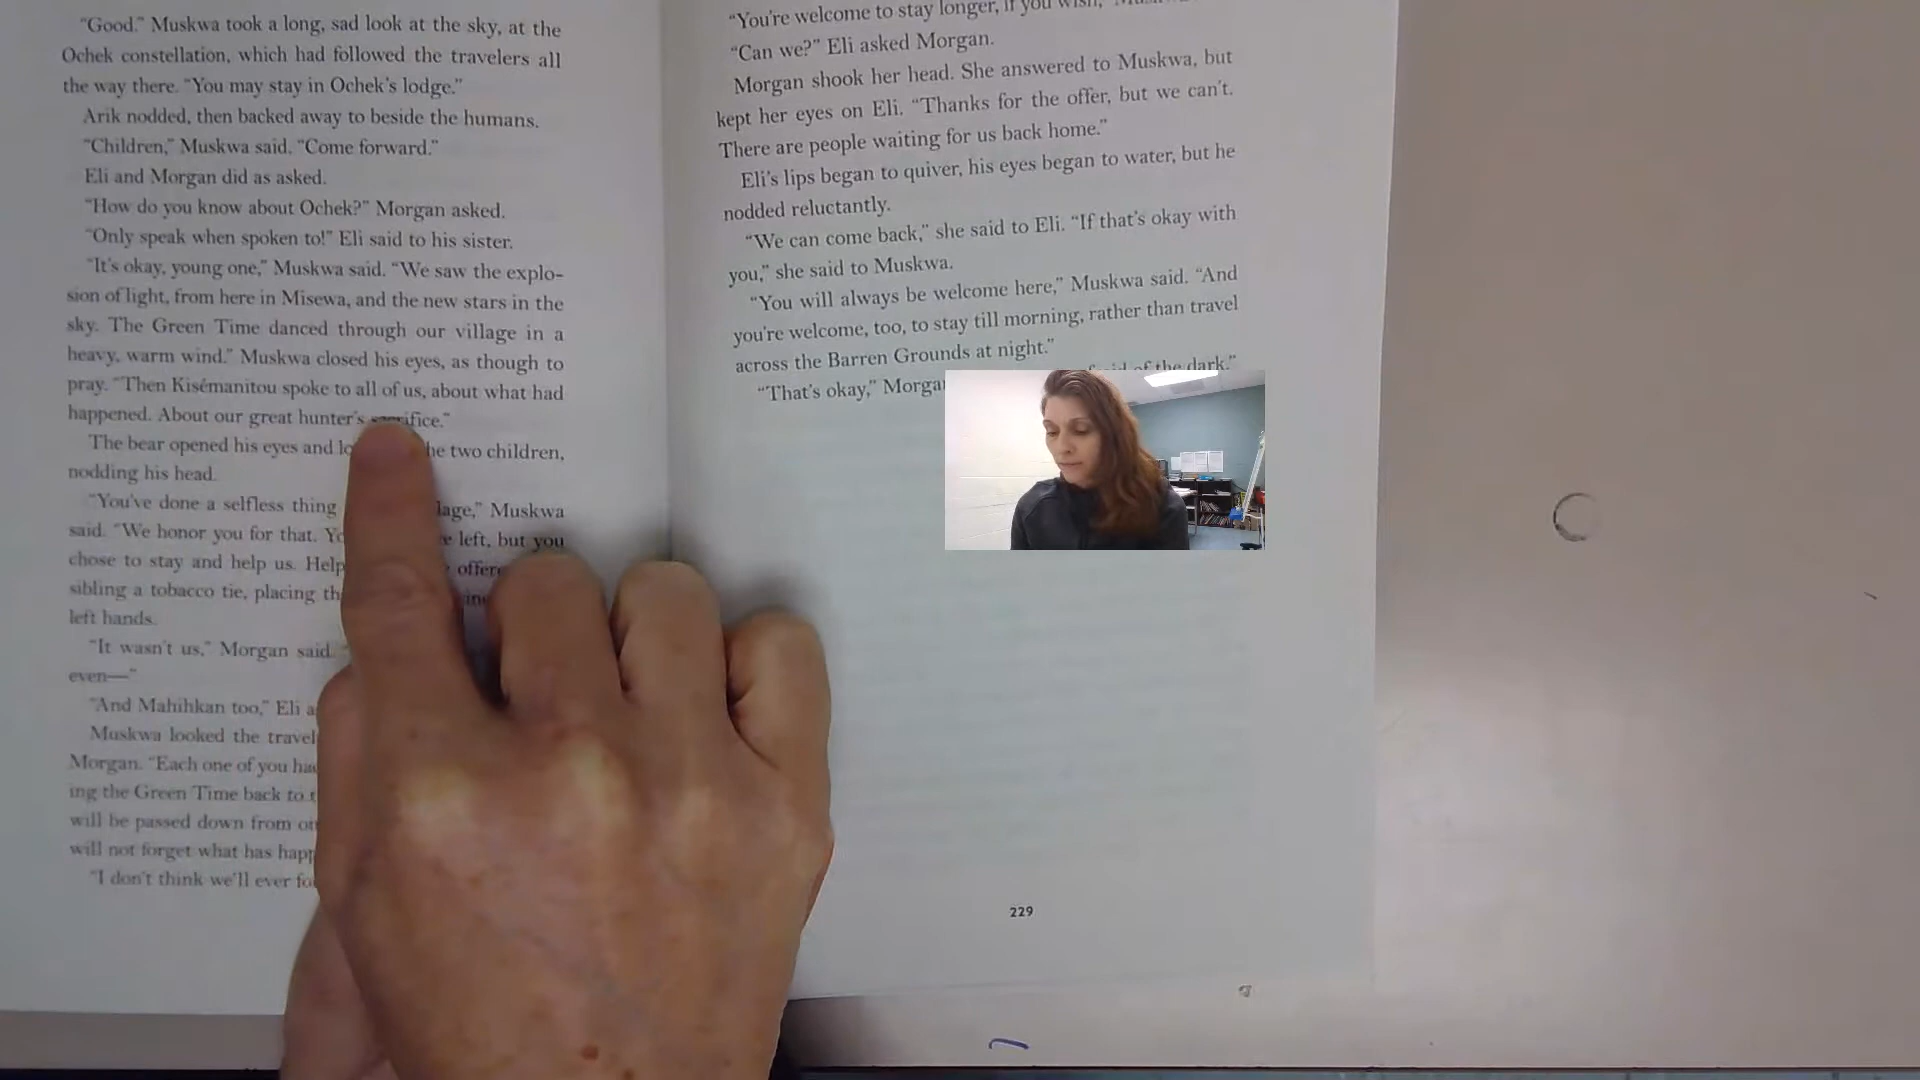 “Good.” Muskwa took a long, sad look at the sky, at the
Ochek constellation, which had followed the travelers all
the way there. “You may stay in Ochek’s lodge.”
Arik nodded, then backed away to beside the humans.
“Children,” Muskwa said. “Come forward.”
Eli and Morgan did as asked.
“How do you know about Ochek?” Morgan asked.
“Only speak when spoken to!” Eli said to his sister.
“It’s okay, young one,” Muskwa said. “We saw the explo-
sion of light, from here in Misewa, and the new stars in the
sky. The Green Time danced through our village in a
heavy, warm wind.” Muskwa closed his eyes, as though to
pray. “Then Kisémanitou spoke to all of us, about what had
happened. About our great hunter’s sacrifice.”
The bear opened his eyes and two children,
nodding his head.
“You’ve done a selfless thing Muskwa
said. “We honor you for that. left, but you
chose to stay and help us.
sibling a tobacco tie, placing
left hands.
“It wasn’t us,” Morgan said.
even—”
“And Mahihkan too,” Eli
Muskwa looked the
Morgan. “Each one of you
ing the Green Time back to
will be passed down from
will not forget what has
“I don’t think we’ll ever
“You’re welcome to stay longer, if you wish,”
“Can we?” Eli asked Morgan.
Morgan shook her head. She answered to Muskwa, but
kept her eyes on Eli. “Thanks for the offer, but we can’t.
There are people waiting for us back home.”
Eli’s lips began to quiver, his eyes began to water, but he
nodded reluctantly.
“We can come back,” she said to Eli. “If that’s okay with
you,” she said to Muskwa.
“You will always be welcome here,” Muskwa said. “And
you’re welcome, too, to stay till morning, rather than travel
across the Barren Grounds at night.”
“That’s okay,” of the dark.”
229